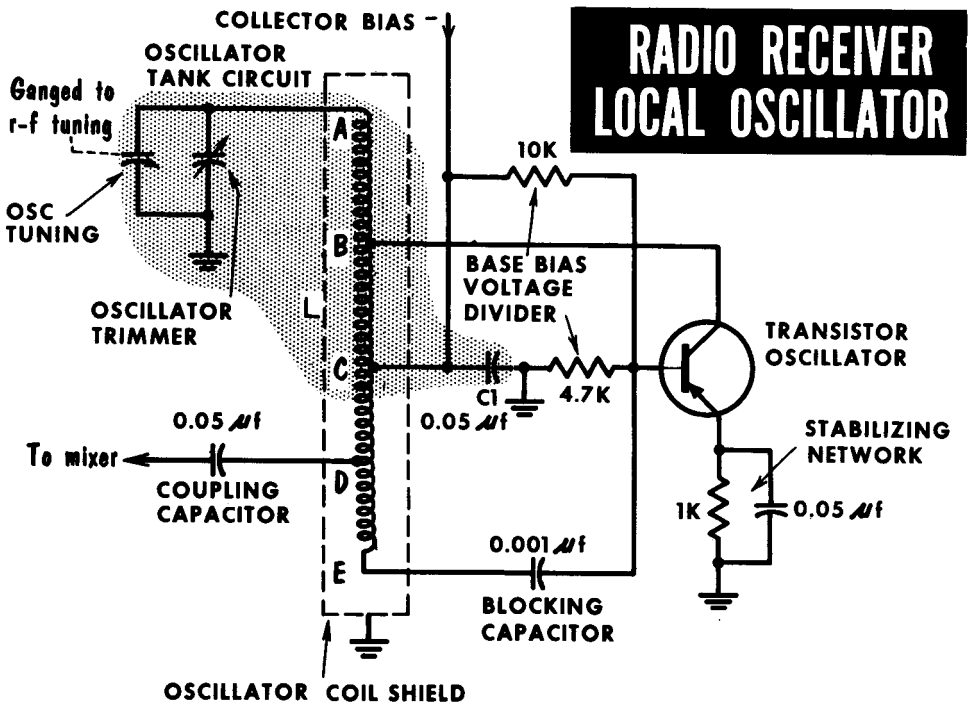 COLLECTOR BIAS -
RADIO RECEIVER
LOCAL OSCILLATOR
OSCILLATOR
TANK CIRCUIT
Ganged to
r-f tuning
A
10K
OSC
TUNING
B
BASE BIAS
VOLTAGE
DIVIDER
OSCILLATOR
TRIMMER
L
TRANSISTOR
OSCILLATOR
C
C1
4.7K
0.05 μf
0.05 μf
STABILIZING
NETWORK
To mixer
D
COUPLING
CAPACITOR
1K
0,05 μf
0.001 μf
E
BLOCKING
CAPACITOR
OSCILLATOR COIL SHIELD